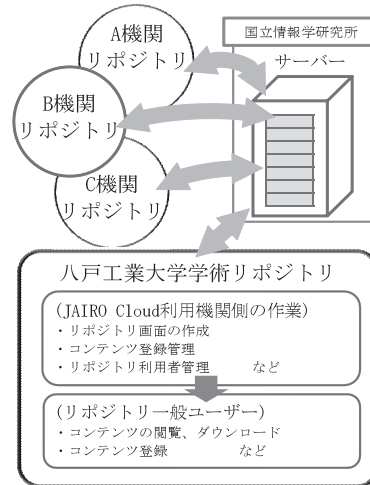 A機関
リポジトリ
国立情報学研究所
サーバー
B機関
リポジトリ
C機関
リポジトリ
八戸工業大学学術リポジトリ
(JAIRO Cloud利用機関側の作業)
・リポジトリ画面の作成
・コンテンツ登録管理
・リポジトリ利用者管理 など
(リポジトリ一般ユーザー)
・コンテンツの閲覧、ダウンロード
・コンテンツ登録 など